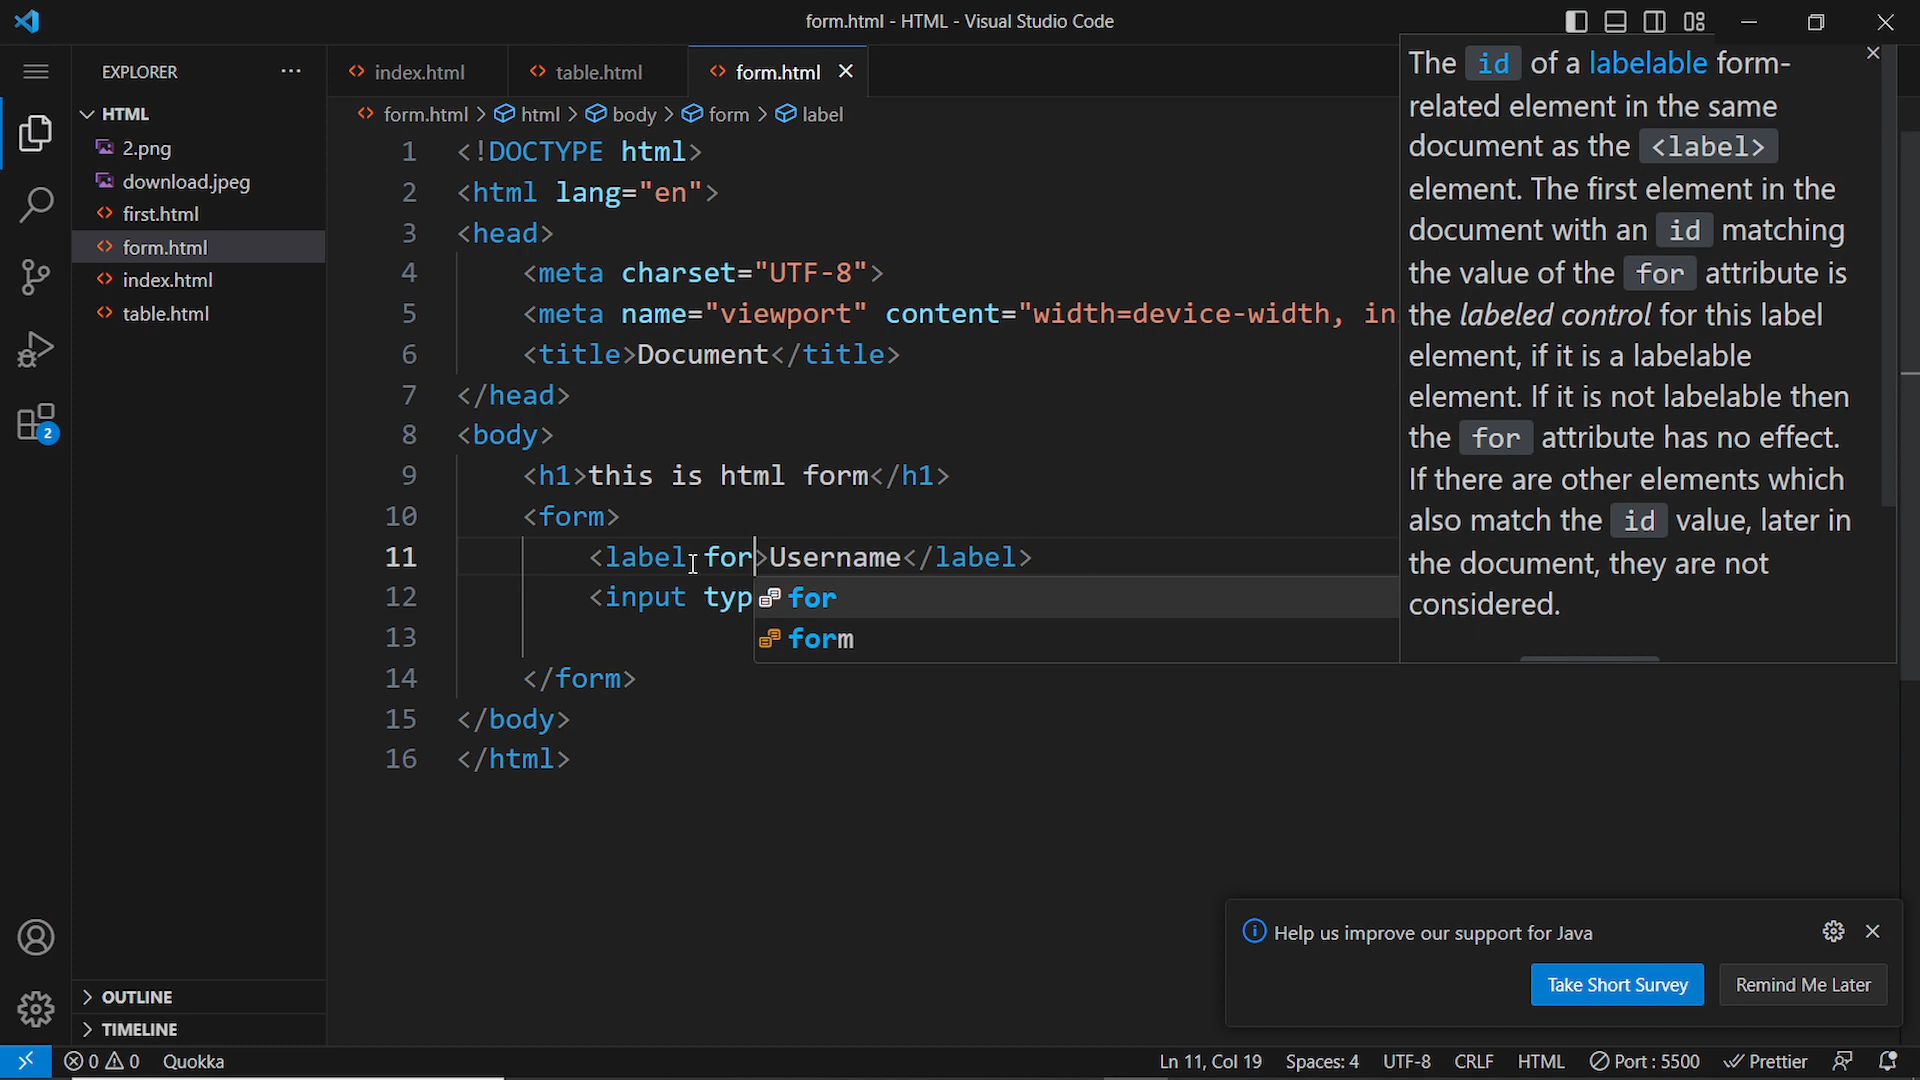 form.html - HTML - Visual Studio Code
EXPLORER
HTML
2.png
download.jpeg
first.html
form.html
index.html
table.html
2
OUTLINE
TIMELINE
index.html
table.html
form.html
form.html > html > body > form > label
1 <!DOCTYPE html>
2 <html lang="en">
3 <head>
4 <meta charset="UTF-8">
5 <meta name="viewport" content="width=device-width, in
6 <title>Document</title>
7 </head>
8 <body>
9 <h1>this is html form</h1>
10 <form>
11 <label for>Username</label>
12 <input typ
13
14 </form>
15 </body>
16 </html>
for
form
The id of a labelable form-
related element in the same
document as the <label>
element. The first element in the
document with an id matching
the value of the for attribute is
the labeled control for this label
element, if it is a labelable
element. If it is not labelable then
the for attribute has no effect.
If there are other elements which
also match the id value, later in
the document, they are not
considered.
Help us improve our support for Java
Take Short Survey
Remind Me Later
0 0 Quokka
Ln 11, Col 19 Spaces: 4 UTF-8 CRLF HTML Port : 5500 Prettier